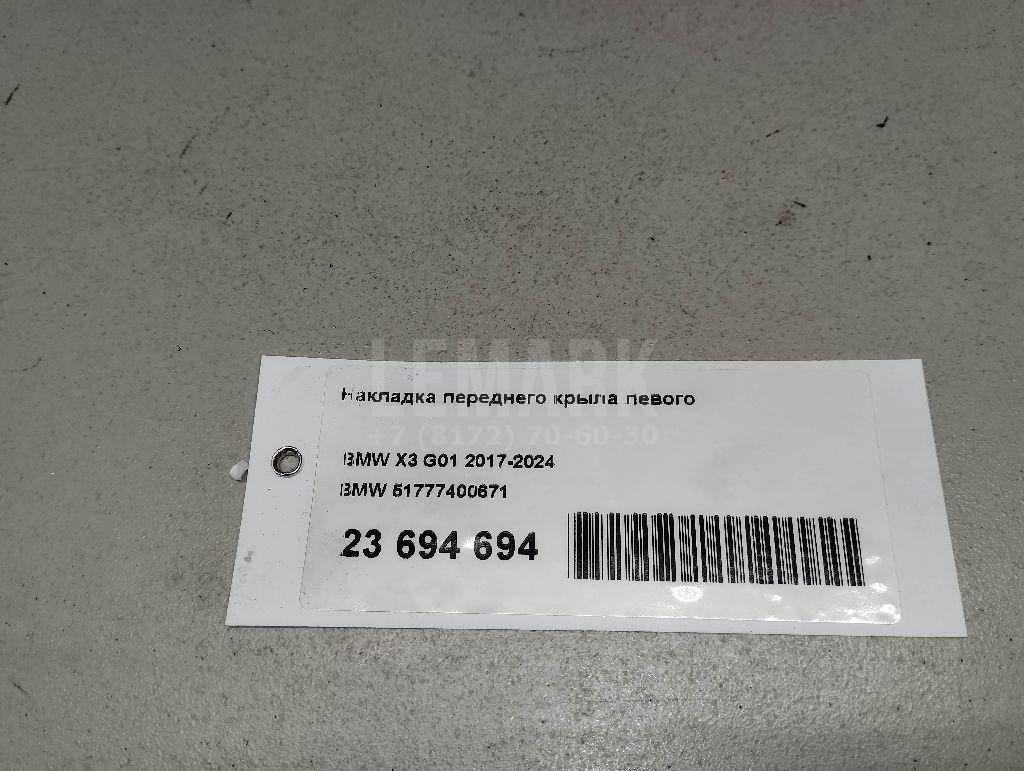 LEMARK
Накладка переднего крыла левого
+7 (8172) 70-60-30
BMW X3 G01 2017-2024
BMW 51777400671
23 694 694